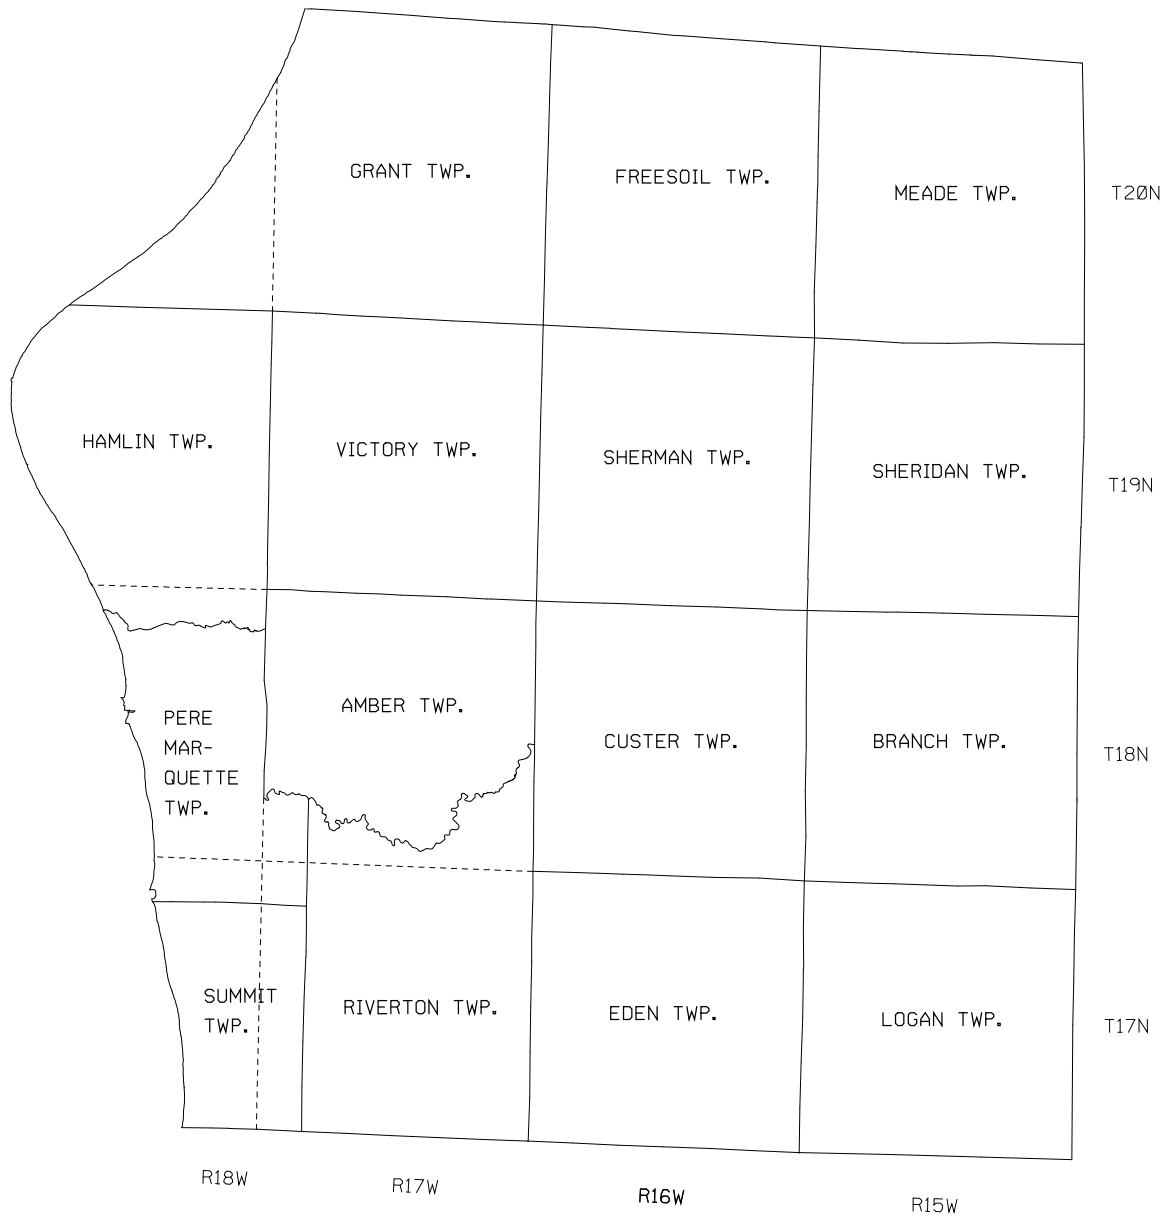 GRANT TWP.
FREESOIL TWP.
MEADE TWP.
T20N
HAMLIN TWP.
VICTORY TWP.
SHERMAN TWP.
SHERIDAN TWP.
T19N
PERE
MAR-
QUETTE
TWP.
AMBER TWP.
CUSTER TWP.
BRANCH TWP.
T18N
SUMMIT
TWP.
RIVERTON TWP.
EDEN TWP.
LOGAN TWP.
T17N
R18W
R17W
R16W
R15W